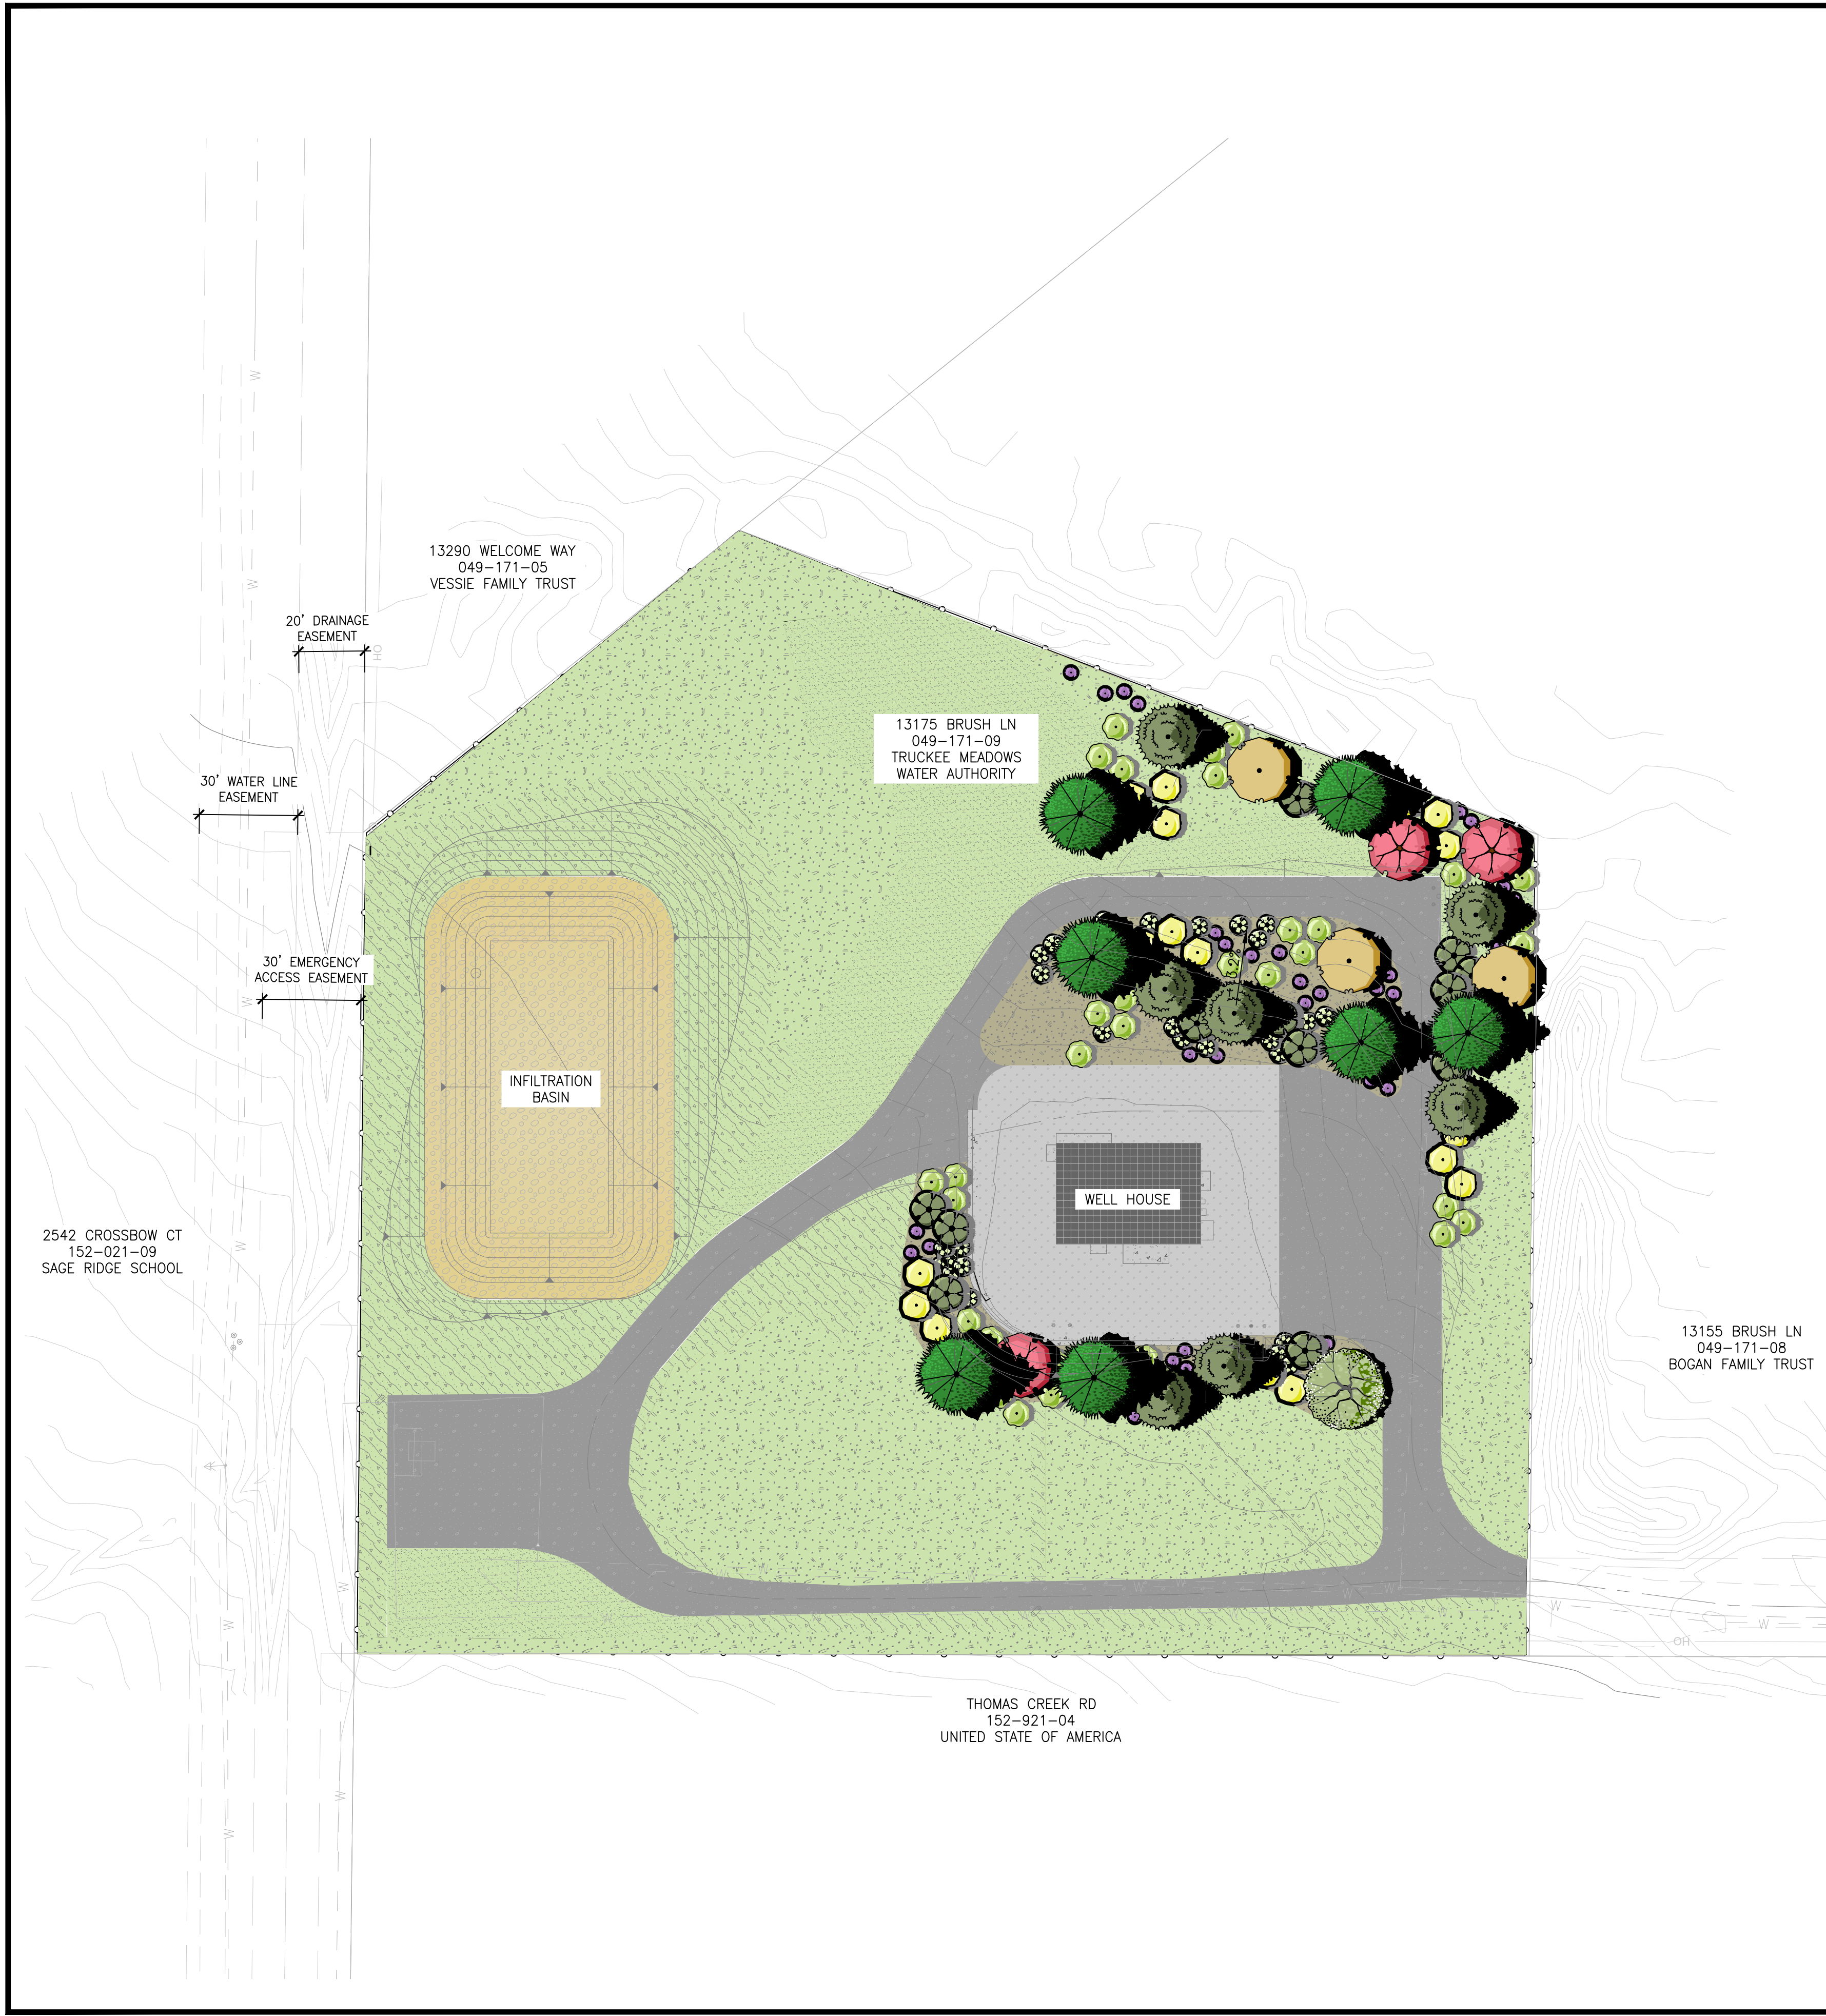 13290 WELCOME WAY
049-171-05
VESSIE FAMILY TRUST
20' DRAINAGE
EASEMENT
OH
W
W
13175 BRUSH LN
049-171-09
TRUCKEE MEADOWS
WATER AUTHORITY
30' WATER LINE
EASEMENT
30' EMERGENCY
ACCESS EASEMENT
W
INFILTRATION
BASIN
WELL HOUSE
2542 CROSSBOW CT
152-021-09
SAGE RIDGE SCHOOL
W
13155 BRUSH LN
049-171-08
BOGAN FAMILY TRUST
W
W
W
W
W
W
W
W
OH
THOMAS CREEK RD
152-921-04
UNITED STATE OF AMERICA
W
W